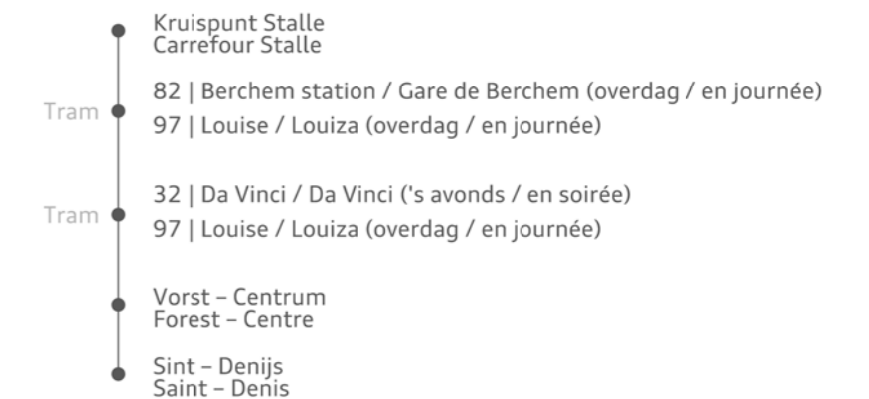 Kruispunt Stalle
Carrefour Stalle
Tram
82 | Berchem station / Gare de Berchem (overdag / en journée)
97 | Louise / Louiza (overdag / en journée)
Tram
32 | Da Vinci / Da Vinci ('s avonds / en soirée)
97 | Louise / Louiza (overdag / en journée)
Vorst – Centrum
Forest – Centre
Sint – Denijs
Saint – Denis